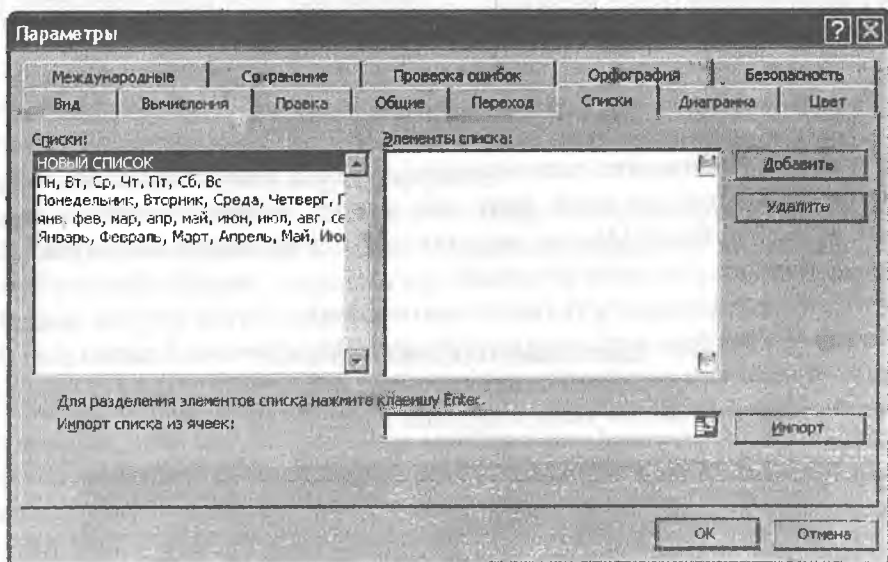 Параметры
Международные Сохранение Проверка ошибок Орфография Безопасность
Вид Вычисления Правка Общие Переход Списки Диаграмма Цвет
Списки:
НОВЫЙ СПИСОК
Пн, Вт, Ср, Чт, Пт, Сб, Вс
Понедельник, Вторник, Среда, Четверг, П
янв, фев, мар, апр, май, июн, июл, авг, се
Январь, Февраль, Март, Апрель, Май, Июн
Элементы списка:
Добавить
Удалить
Для разделения элементов списка нажмите клавишу Enter.
Импорт списка из ячеек:
Импорт
ОК
Отмена